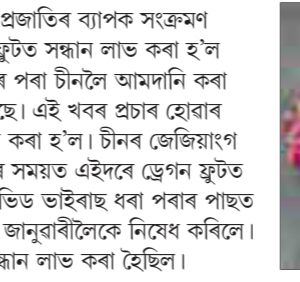 প্ৰজাতিৰ ব্যাপক সংক্ৰমণ
ফ্ৰুটত সন্ধান লাভ কৰা হ’ল
ৰ পৰা চীনলৈ আমদানি কৰা
ছে। এই খবৰ প্ৰচাৰ হোৱাৰ
কৰা হ’ল। চীনৰ জেজিয়াংগ
ৰ সময়ত এইদৰে ড্ৰেগন ফ্ৰুটত
ভিড ভাইৰাছ ধৰা পৰাৰ পাছত
জানুৱাৰীলৈকে নিষেধ কৰিলে।
ন্ধান লাভ কৰা হৈছিল।